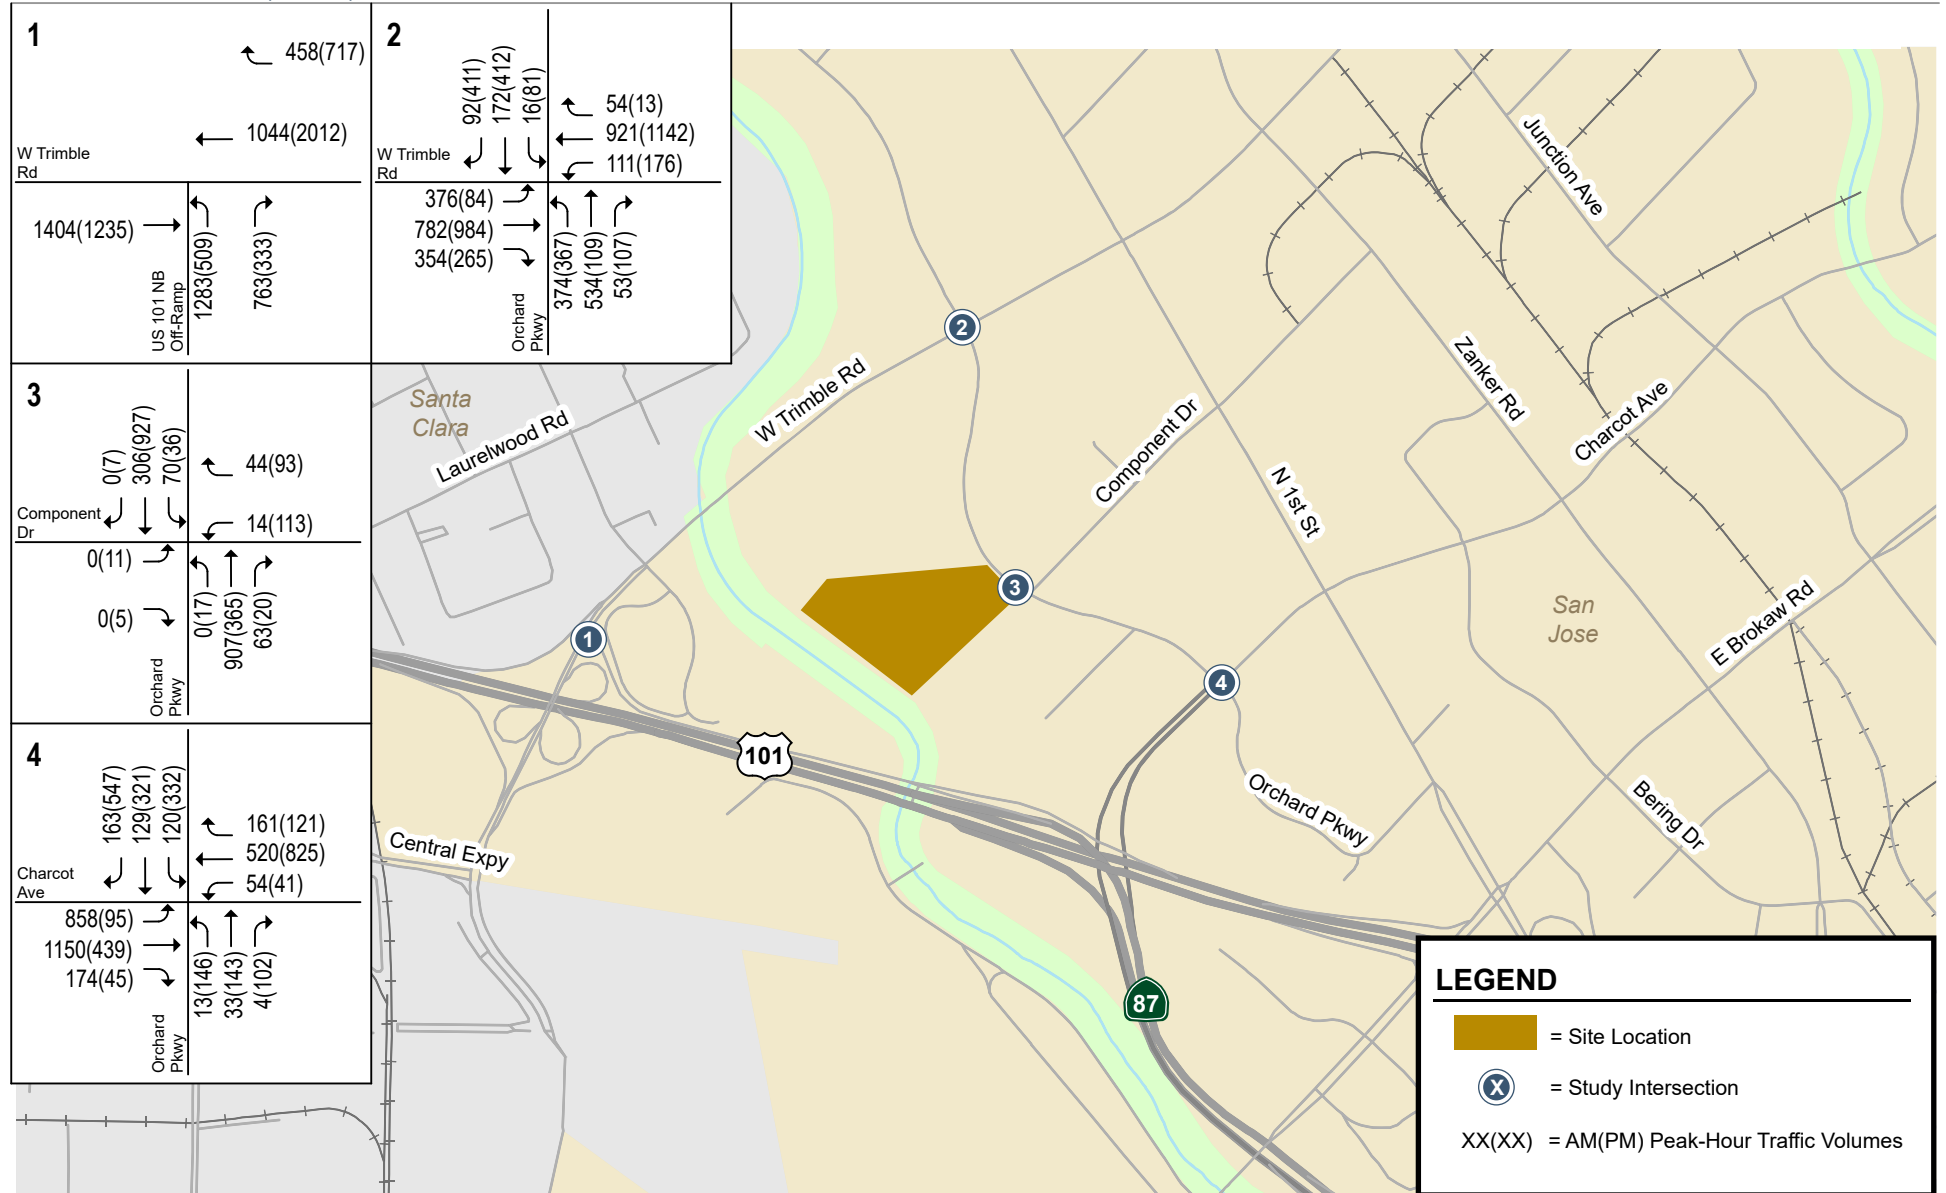 1
458(717)
1044(2012)
W Trimble
Rd
1404(1235)
US 101 NB
Off-Ramp
1283(509)
763(333)
2
92(411)
172(412)
16(81)
54(13)
921(1142)
111(176)
W Trimble
Rd
376(84)
782(984)
354(265)
Orchard
Pkwy
374(367)
534(109)
53(107)
3
0(7)
306(927)
70(36)
44(93)
14(113)
Component
Dr
0(11)
0(5)
Orchard
Pkwy
0(17)
907(365)
63(20)
4
163(547)
129(321)
120(332)
161(121)
520(825)
54(41)
Charcot
Ave
858(95)
1150(439)
174(45)
Orchard
Pkwy
13(146)
33(143)
4(102)
Santa
Clara
Laurelwood Rd
W Trimble Rd
2
Component Dr
N 1st St
Junction Ave
Zanker Rd
Charcot Ave
3
1
4
San
Jose
E Brokaw Rd
101
Orchard Pkwy
Bering Dr
Central Expy
87
LEGEND
= Site Location
X = Study Intersection
XX(XX) = AM(PM) Peak-Hour Traffic Volumes